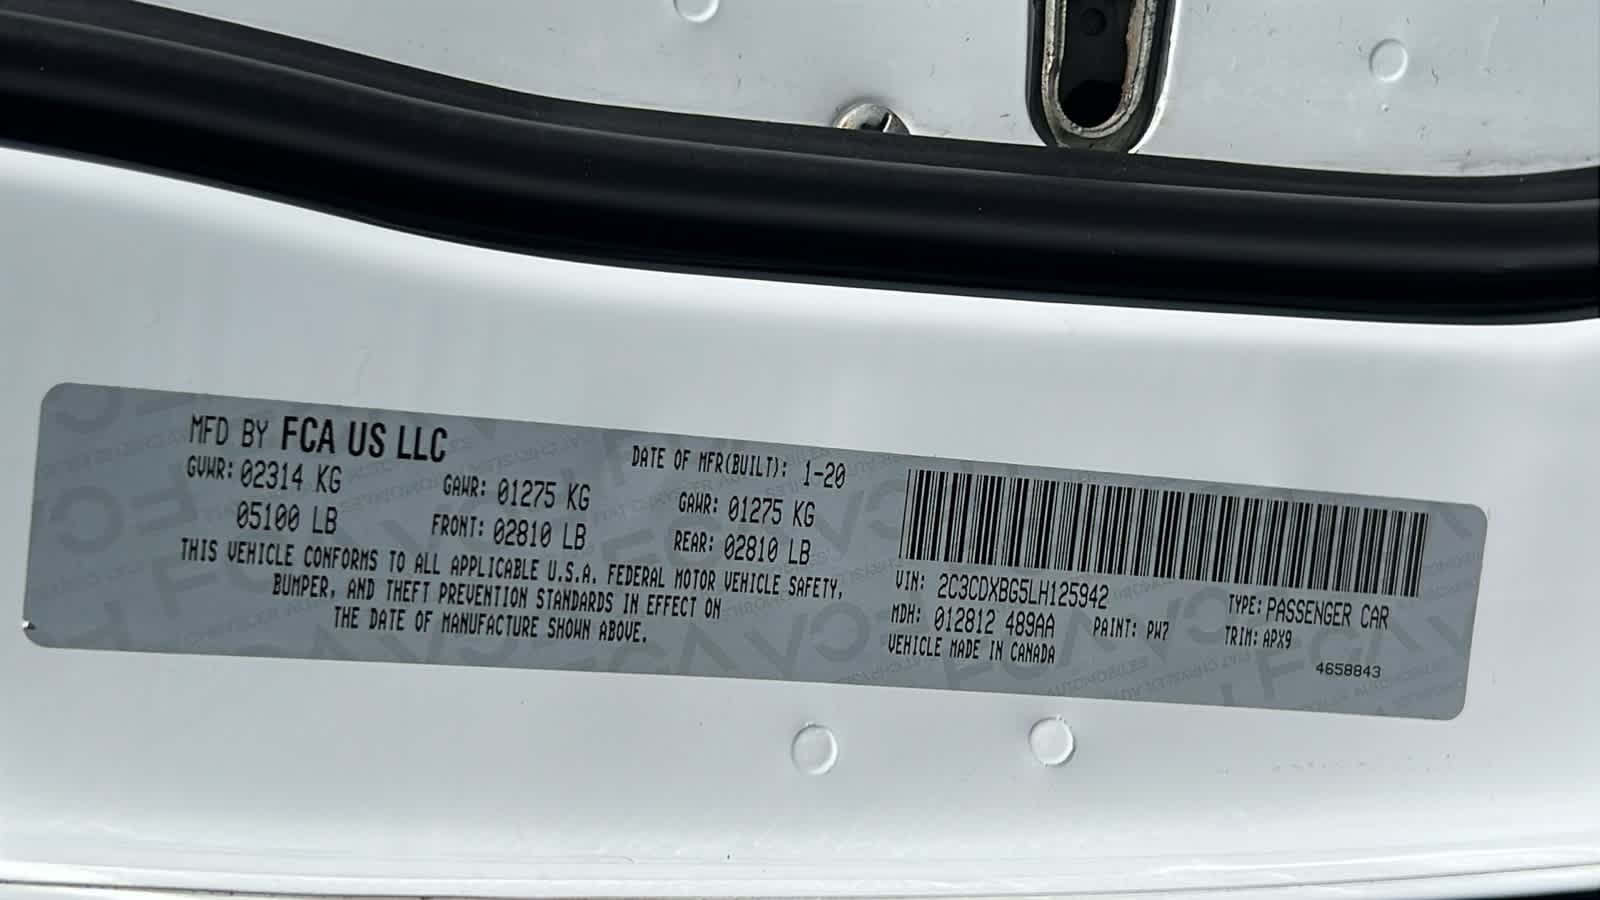 MFD BY FCA US LLC
DATE OF MFR(BUILT): 1-20
GVWR: 02314 KG
GAWR: 01275 KG
GAWR: 01275 KG
05100 LB
FRONT: 02810 LB
REAR: 02810 LB
THIS VEHICLE CONFORMS TO ALL APPLICABLE U.S.A. FEDERAL MOTOR VEHICLE SAFETY,
BUMPER, AND THEFT PREVENTION STANDARDS IN EFFECT ON
THE DATE OF MANUFACTURE SHOWN ABOVE.
VIN: 2C3CDXBG5LH125942
TYPE: PASSENGER CAR
MDH: 012812 489AA
PAINT: PW7
TRIM: APX9
VEHICLE MADE IN CANADA
4658843